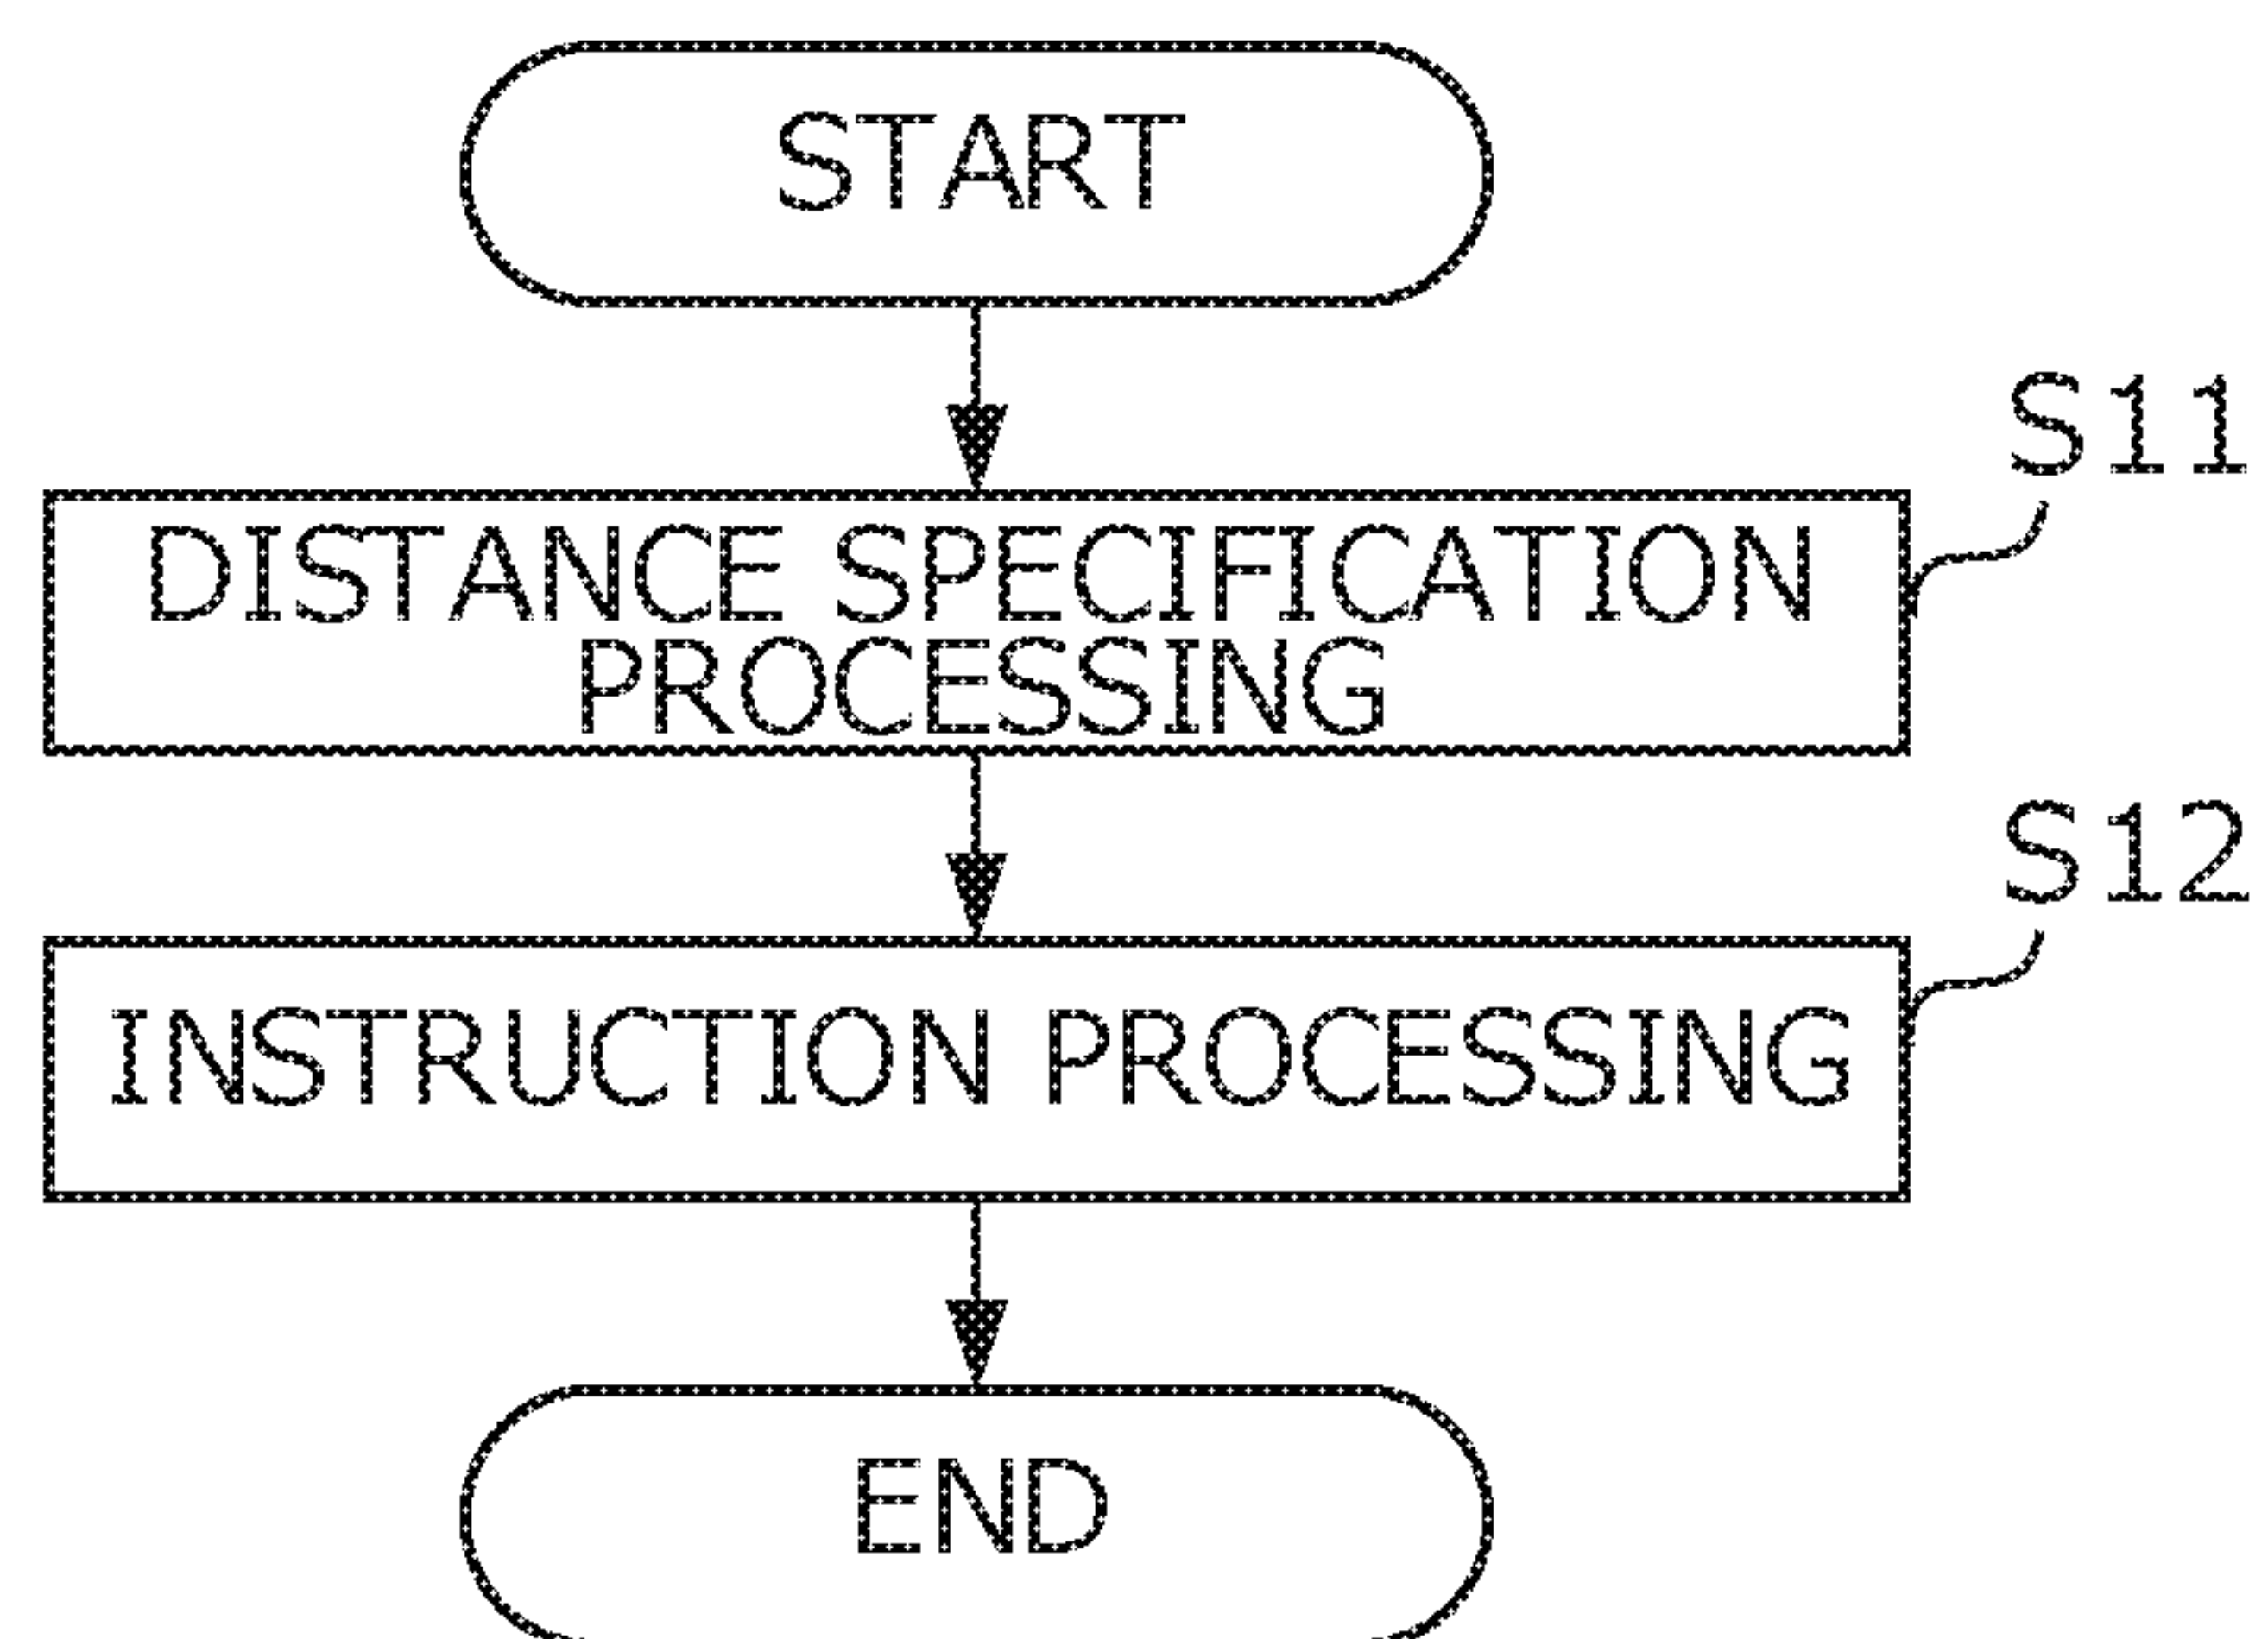 START
S11
DISTANCE SPECIFICATION
PROCESSING
S12
INSTRUCTION PROCESSING
END